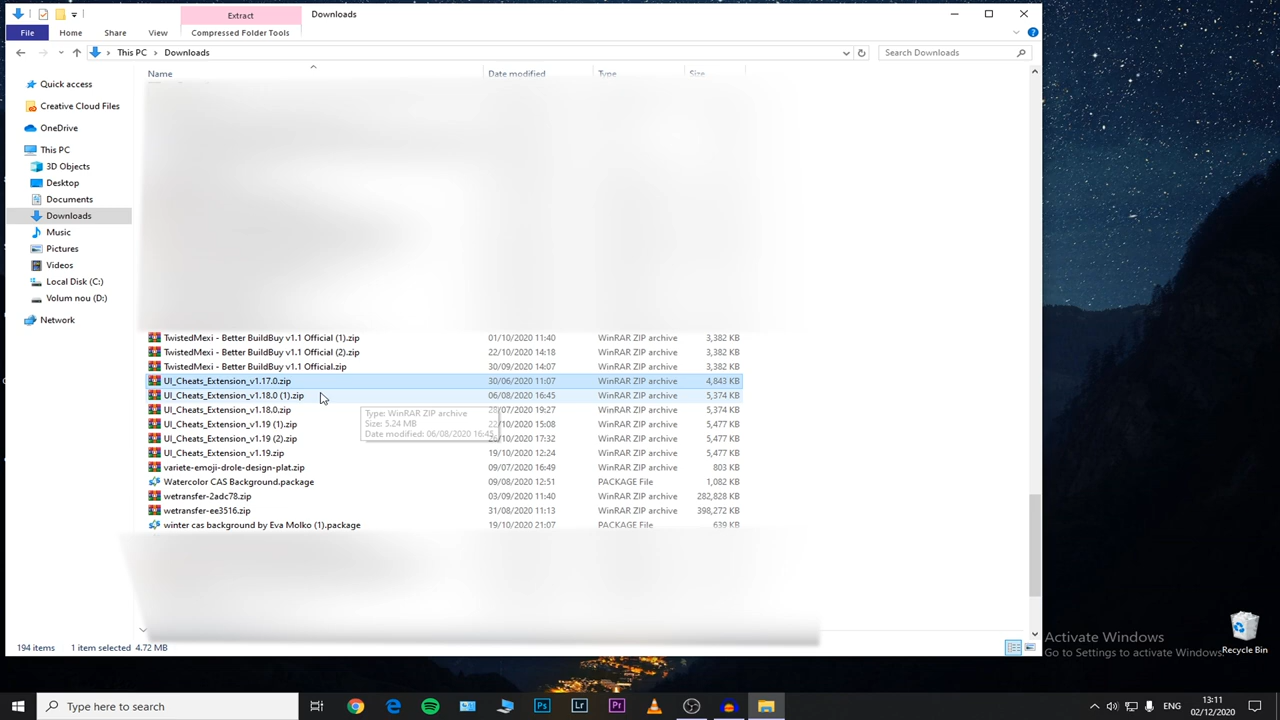 Extract
Downloads
File
Home
Share
View
Compressed Folder Tools
This PC
Downloads
Search Downloads
Name
Date modified
Type
Size
Quick access
Creative Cloud Files
OneDrive
This PC
3D Objects
Desktop
Documents
Downloads
Music
Pictures
Videos
Local Disk (C:)
Volum nou (D:)
Network
TwistedMexi - Better BuildBuy v1.1 Official (1).zip 01/10/2020 11:40 WinRAR ZIP archive 3,382 KB
TwistedMexi - Better BuildBuy v1.1 Official (2).zip 22/10/2020 14:18 WinRAR ZIP archive 3,382 KB
TwistedMexi - Better BuildBuy v1.1 Official.zip 30/09/2020 14:07 WinRAR ZIP archive 3,382 KB
UI_Cheats_Extension_v1.17.0.zip 30/06/2020 11:07 WinRAR ZIP archive 4,843 KB
UI_Cheats_Extension_v1.18.0 (1).zip 06/08/2020 16:45 WinRAR ZIP archive 5,374 KB
UI_Cheats_Extension_v1.18.0.zip 28/07/2020 19:27 WinRAR ZIP archive 5,374 KB
UI_Cheats_Extension_v1.19 (1).zip 22/10/2020 15:08 WinRAR ZIP archive 5,477 KB
UI_Cheats_Extension_v1.19 (2).zip /10/2020 17:32 WinRAR ZIP archive 5,477 KB
UI_Cheats_Extension_v1.19.zip 19/10/2020 12:24 WinRAR ZIP archive 5,477 KB
variete-emoji-drole-design-plat.zip 09/07/2020 16:49 WinRAR ZIP archive 803 KB
Watercolor CAS Background.package 09/08/2020 12:51 PACKAGE File 1,082 KB
wetransfer-2adc78.zip 03/09/2020 11:40 WinRAR ZIP archive 282,828 KB
wetransfer-ee3516.zip 31/08/2020 11:13 WinRAR ZIP archive 398,272 KB
winter cas background by Eva Molko (1).package 19/10/2020 21:07 PACKAGE File 639 KB
Type: WinRAR ZIP archive
Size: 5.24 MB
Date modified: 06/08/2020 16:45
194 items
1 item selected 4.72 MB
Activate Windows
Go to Settings to activate Windows.
Recycle Bin
Type here to search
Ps
Lr
Pr
ENG
13:11
02/12/2020